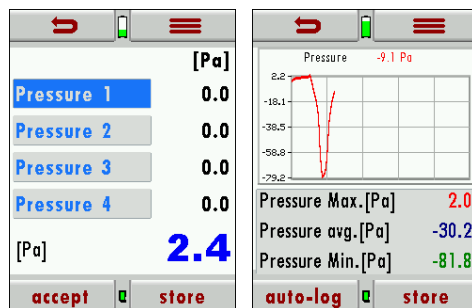 [Pa]
Pressure 1 0.0
Pressure 2 0.0
Pressure 3 0.0
Pressure 4 0.0
[Pa] 2.4
accept store
Pressure -9.1 Pa
2.2
-18.1
-38.5
-58.8
-79.2
Pressure Max.[Pa] 2.0
Pressure avg.[Pa] -30.2
Pressure Min.[Pa] -81.8
auto-log store